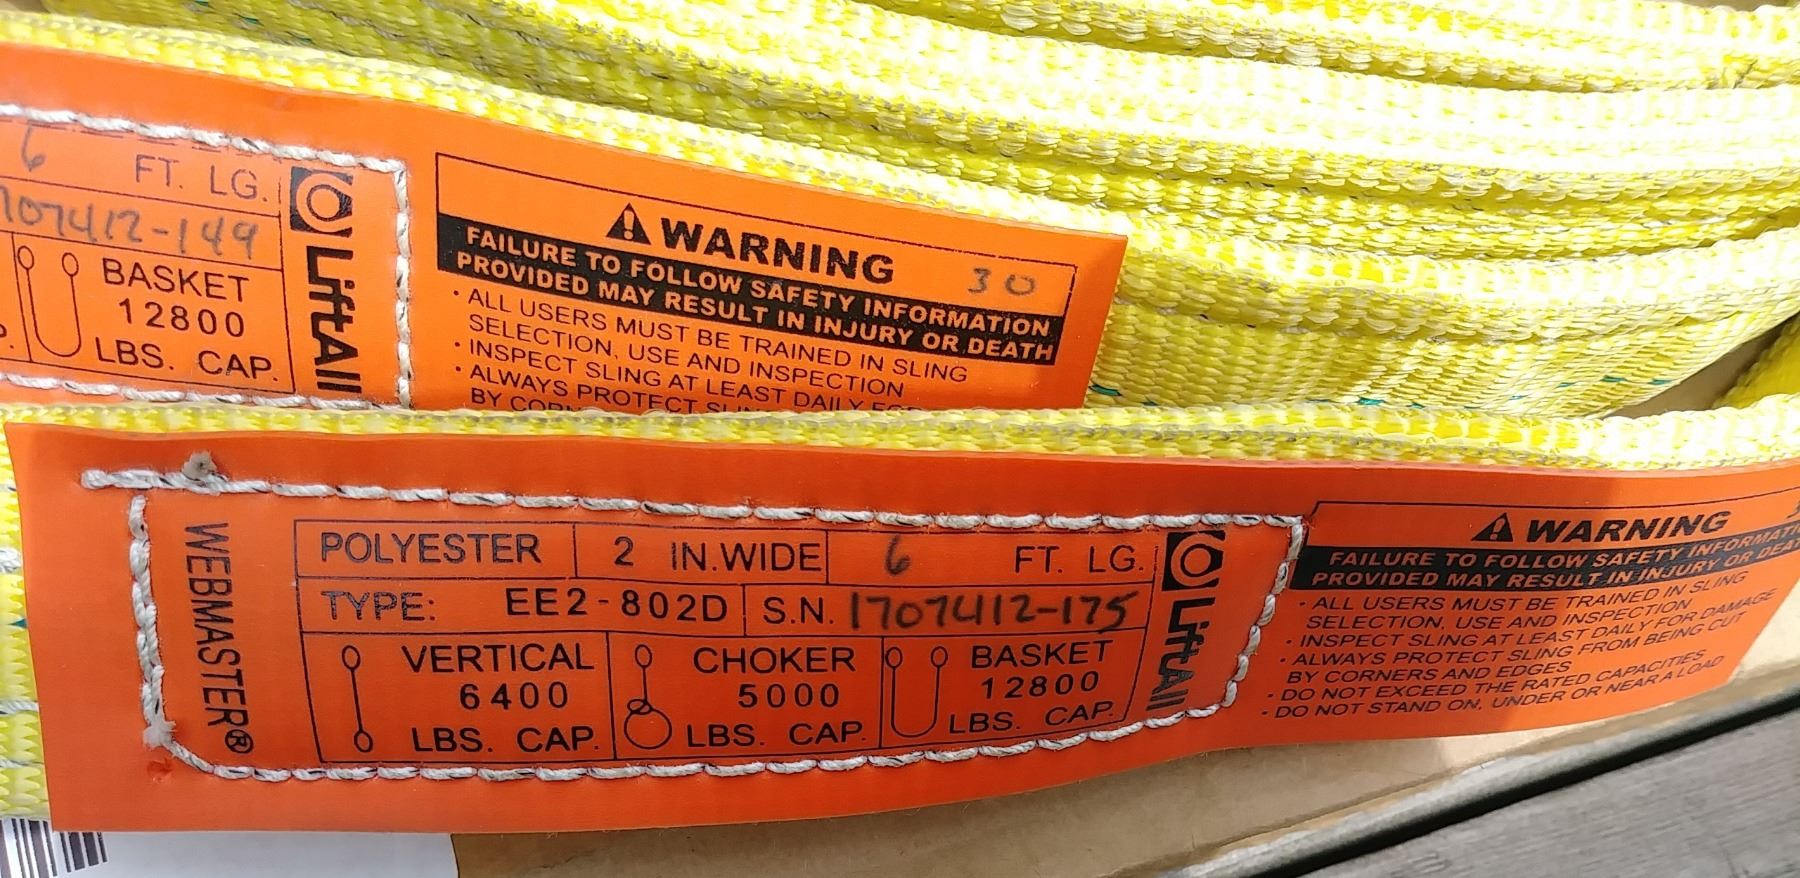 6 FT. LG.
707412-149
BASKET
12800
LBS. CAP.
LiftAll
WARNING 30
FAILURE TO FOLLOW SAFETY INFORMATION
PROVIDED MAY RESULT IN INJURY OR DEATH
· ALL USERS MUST BE TRAINED IN SLING
SELECTION, USE AND INSPECTION
· INSPECT SLING AT LEAST DAILY FOR
· ALWAYS PROTECT
BY
WEBMASTER®
POLYESTER 2 IN.WIDE 6 FT. LG.
TYPE: EE2-802D S.N. 1707412-175
VERTICAL
6400
LBS. CAP.
CHOKER
5000
LBS. CAP.
BASKET
12800
LBS. CAP.
LiftAll
WARNING
FAILURE TO FOLLOW SAFETY
PROVIDED MAY RESULT IN INJURY OR
· ALL USERS MUST BE TRAINED IN SLING
SELECTION, USE AND INSPECTION
· INSPECT SLING AT LEAST DAILY FOR DAMAGE
· ALWAYS PROTECT SLING FROM BEING CUT
BY CORNERS AND EDGES
· DO NOT EXCEED THE RATED CAPACITIES
· DO NOT STAND ON, UNDER OR NEAR A LOAD